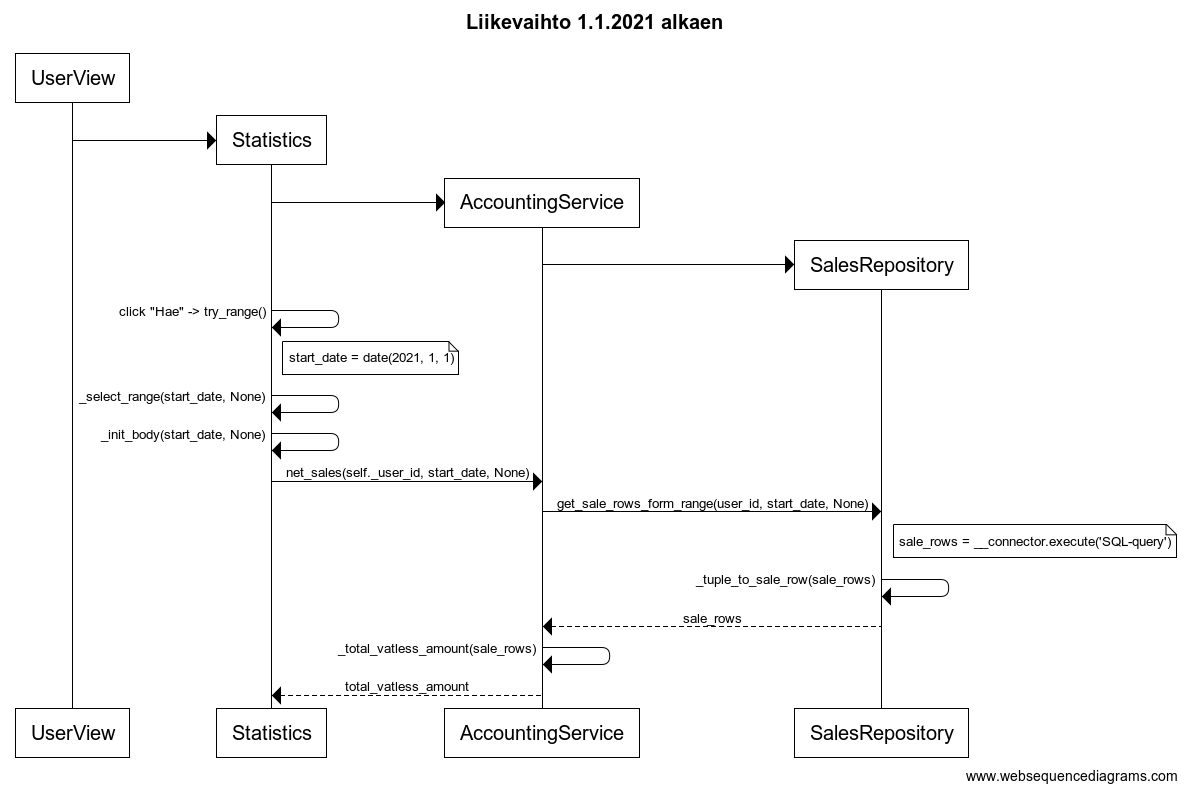 Liikevaihto 1.1.2021 alkaen
UserView
Statistics
AccountingService
SalesRepository
click "Hae" -> try_range()
start_date = date(2021, 1, 1)
_select_range(start_date, None)
_init_body(start_date, None)
net_sales(self._user_id, start_date, None)
get_sale_rows_form_range(user_id, start_date, None)
sale_rows = __connector.execute('SQL-query')
_tuple_to_sale_row(sale_rows)
sale_rows
_total_vatless_amount(sale_rows)
total_vatless_amount
UserView
Statistics
AccountingService
SalesRepository
www.websequencediagrams.com